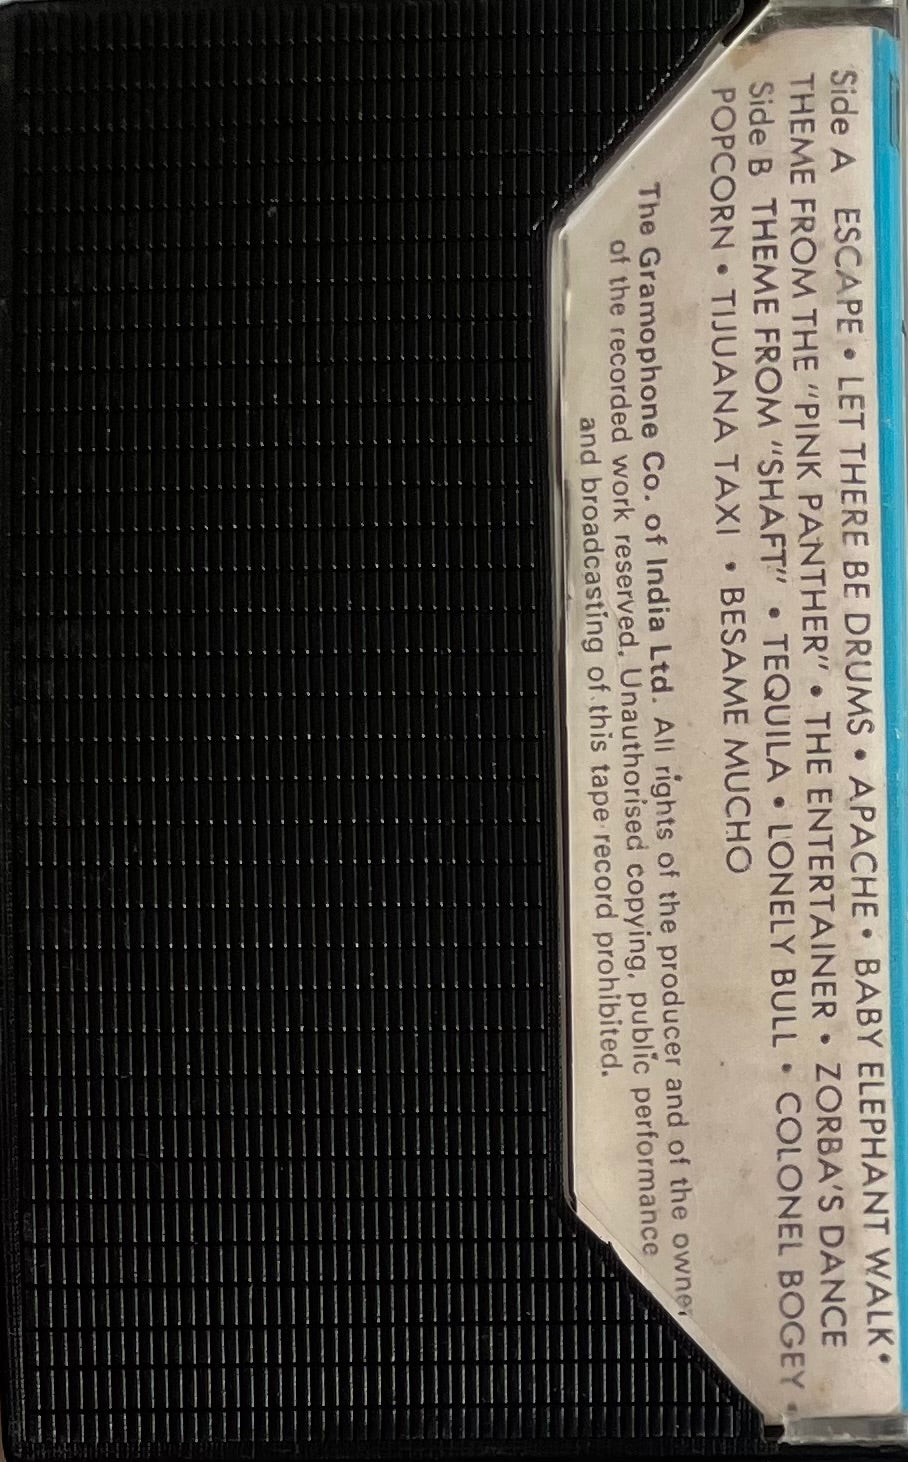 Side A ESCAPE • LET THERE BE DRUMS • APACHE • BABY ELEPHANT WALK •
THEME FROM THE "PINK PANTHER" • THE ENTERTAINER • ZORBA'S DANCE
Side B THEME FROM "SHAFT" • TEQUILA • LONELY BULL • COLONEL BOGEY •
POPCORN • TIJUANA TAXI • BESAME MUCHO
The Gramophone Co. of India Ltd. All rights of the producer and of the owner
of the recorded work reserved. Unauthorised copying, public performance
and broadcasting of this tape record prohibited.